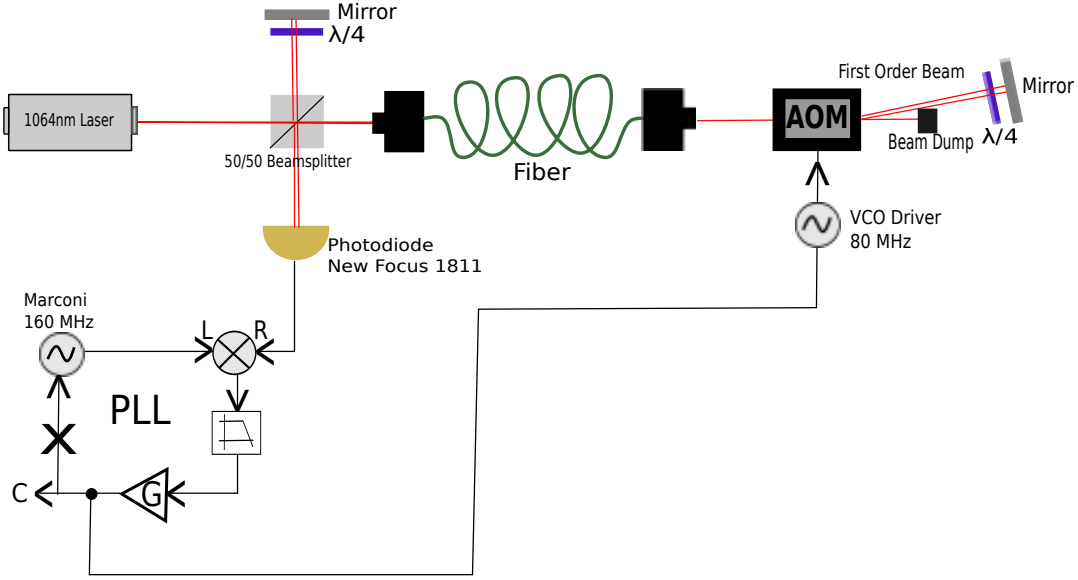 Mirror
λ/4
1064nm Laser
50/50 Beamsplitter
Fiber
AOM
First Order Beam
Mirror
Beam Dump
λ/4
VCO Driver
80 MHz
Photodiode
New Focus 1811
Marconi
160 MHz
L
R
PLL
C
G